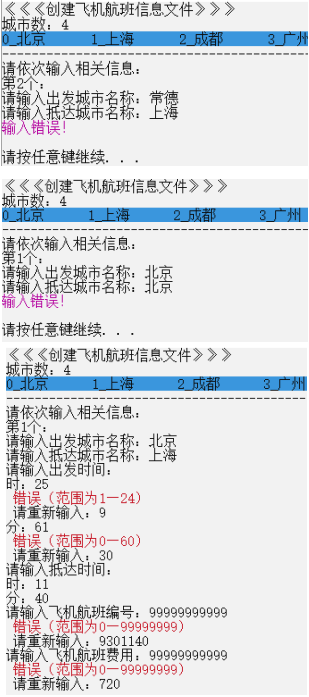 《《《创建飞机航班信息文件》》》
城市数：4
0_北京 1_上海 2_成都 3_广州
--------------------------------------------
请依次输入相关信息：
第2个：
请输入出发城市名称：常德
请输入抵达城市名称：上海
输入错误!
请按任意键继续. . .
《《《创建飞机航班信息文件》》》
城市数：4
0_北京 1_上海 2_成都 3_广州
--------------------------------------------
请依次输入相关信息：
第1个：
请输入出发城市名称：北京
请输入抵达城市名称：北京
输入错误!
请按任意键继续. . .
《《《创建飞机航班信息文件》》》
城市数：4
0_北京 1_上海 2_成都 3_广州
--------------------------------------------
请依次输入相关信息：
第1个：
请输入出发城市名称：北京
请输入抵达城市名称：上海
请输入出发时间：
时：25
错误（范围为1—24）
请重新输入：9
分：61
错误（范围为0—60）
请重新输入：30
请输入抵达时间：
时：11
分：40
请输入飞机航班编号：99999999999
错误（范围为0—99999999）
请重新输入：9301140
请输入飞机航班费用：99999999999
错误（范围为0—99999999）
请重新输入：720